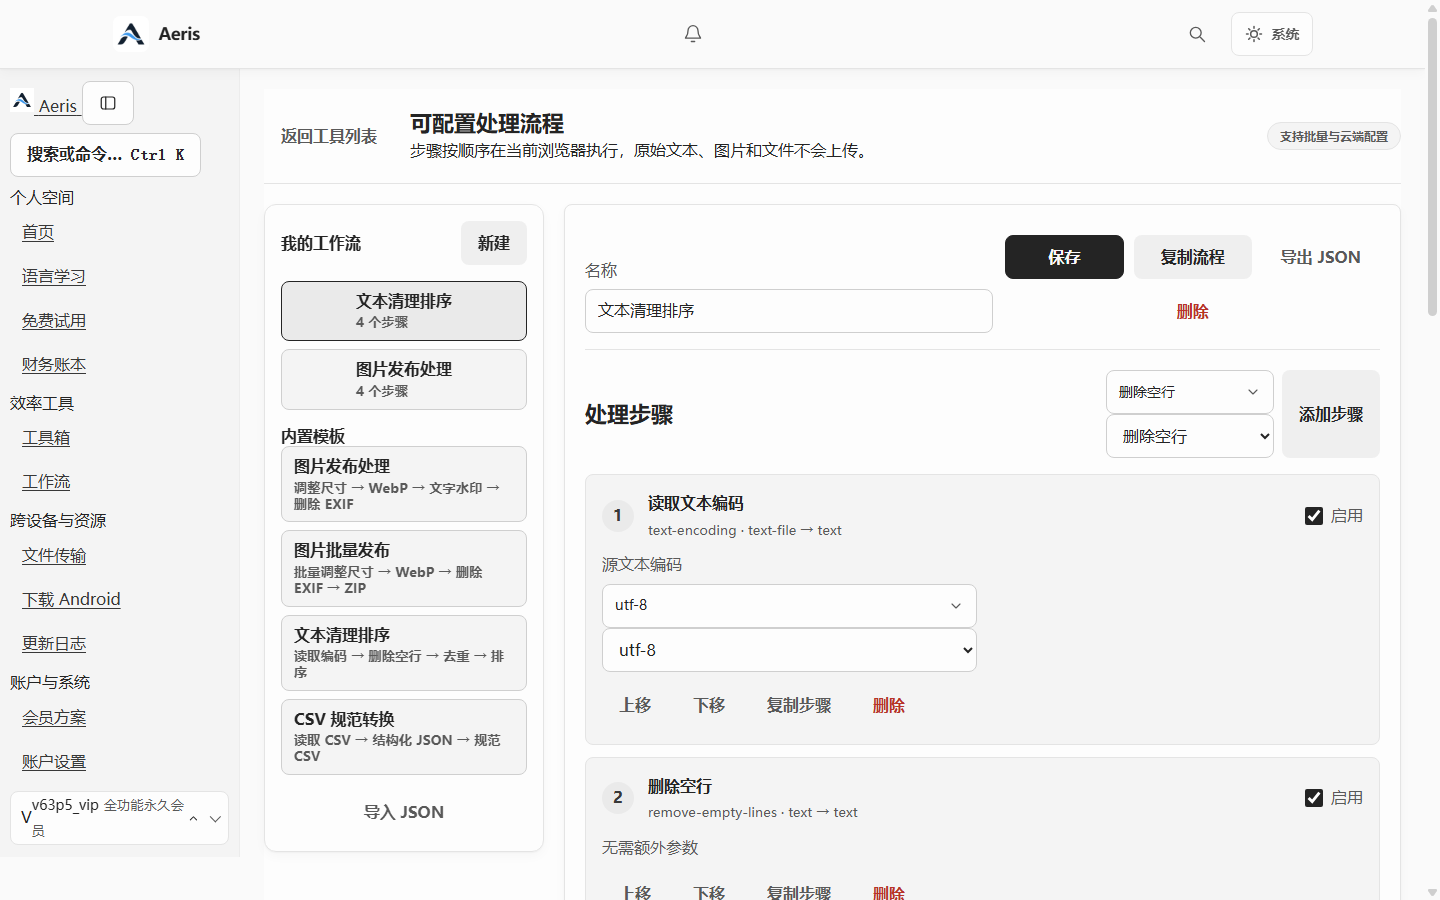 Aeris
系统
Aeris
搜索或命令... Ctrl K
个人空间
首页
语言学习
免费试用
财务账本
效率工具
工具箱
工作流
跨设备与资源
文件传输
下载 Android
更新日志
账户与系统
会员方案
账户设置
V
v63p5_vip 全功能永久会
员
返回工具列表
可配置处理流程
步骤按顺序在当前浏览器执行，原始文本、图片和文件不会上传。
支持批量与云端配置
我的工作流
新建
文本清理排序
4 个步骤
图片发布处理
4 个步骤
内置模板
图片发布处理
调整尺寸 → WebP → 文字水印 →
删除 EXIF
图片批量发布
批量调整尺寸 → WebP → 删除
EXIF → ZIP
文本清理排序
读取编码 → 删除空行 → 去重 → 排
序
CSV 规范转换
读取 CSV → 结构化 JSON → 规范
CSV
导入 JSON
名称
文本清理排序
保存
复制流程
导出 JSON
删除
处理步骤
删除空行
删除空行
添加步骤
1
读取文本编码
text-encoding · text-file → text
启用
源文本编码
utf-8
utf-8
上移
下移
复制步骤
删除
2
删除空行
remove-empty-lines · text → text
启用
无需额外参数
上移
下移
复制步骤
删除